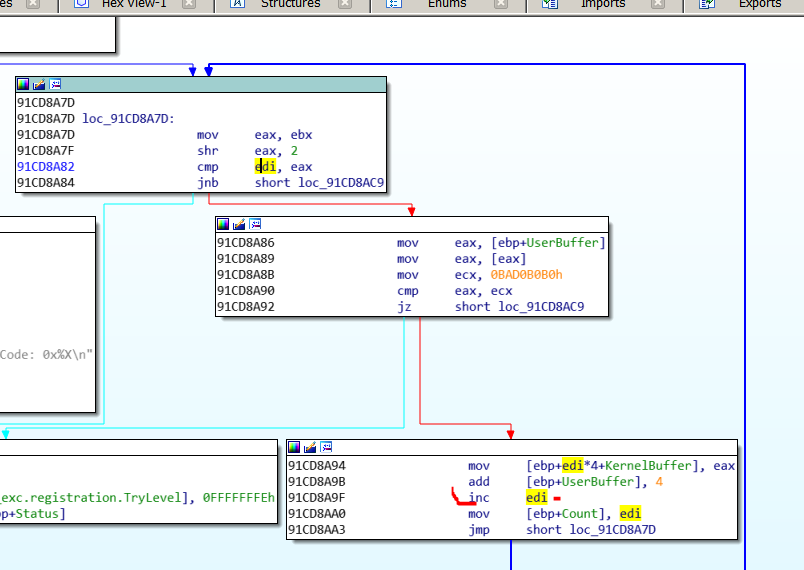 es Hex View-1 A Structures Enums Imports Exports
91CD8A7D
91CD8A7D loc_91CD8A7D:
91CD8A7D mov eax, ebx
91CD8A7F shr eax, 2
91CD8A82 cmp edi, eax
91CD8A84 jnb short loc_91CD8AC9
91CD8A86 mov eax, [ebp+UserBuffer]
91CD8A89 mov eax, [eax]
91CD8A8B mov ecx, 0BAD0B0B0h
91CD8A90 cmp eax, ecx
91CD8A92 jz short loc_91CD8AC9
Code: 0x%X\n"
_exc.registration.TryLevel], 0FFFFFFFEh
p+Status]
91CD8A94 mov [ebp+edi*4+KernelBuffer], eax
91CD8A9B add [ebp+UserBuffer], 4
91CD8A9F inc edi
91CD8AA0 mov [ebp+Count], edi
91CD8AA3 jmp short loc_91CD8A7D